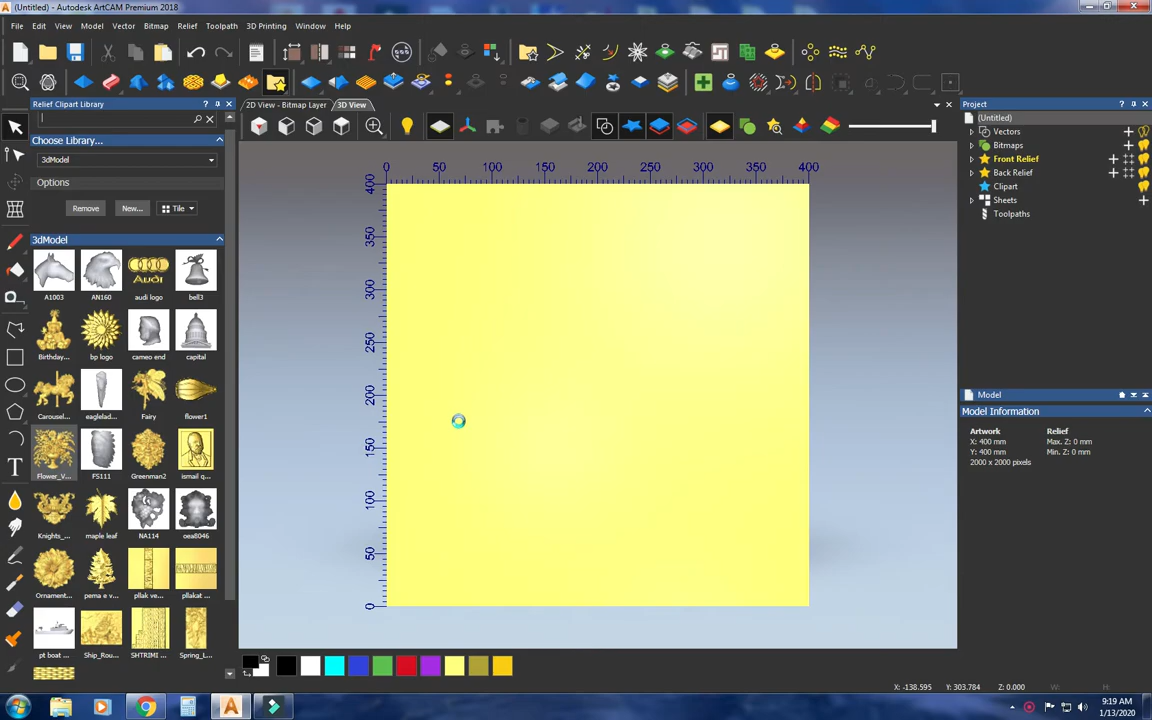 (Untitled) - Autodesk ArtCAM Premium 2018
File Edit View Model Vector Bitmap Relief Toolpath 3D Printing Window Help
Relief Clipart Library
Choose Library...
3dModel
Options
Remove New... Tile
3dModel
A1003 AN160 audi logo bell3
Birthday... bp logo cameo end capital
Carousel... eaglelad... Fairy flower1
Flower_V... FS111 Greenman2 ismail q...
Knights_... maple leaf NA114 oea8046
Ornament... pema e v... pllak ve... pllakat ...
pt boat ... Ship_Rou... SHTRIMI ... Spring_L...
2D View - Bitmap Layer 3D View
0 50 100 150 200 250 300 350 400
400
350
300
250
200
150
100
50
0
Project
(Untitled)
Vectors
Bitmaps
Front Relief
Back Relief
Clipart
Sheets
Toolpaths
Model
Model Information
Artwork Relief
X: 400 mm Max. Z: 0 mm
Y: 400 mm Min. Z: 0 mm
2000 x 2000 pixels
X: -138.595 Y: 303.784 Z: 0.000 W: H:
9:19 AM
1/13/2020